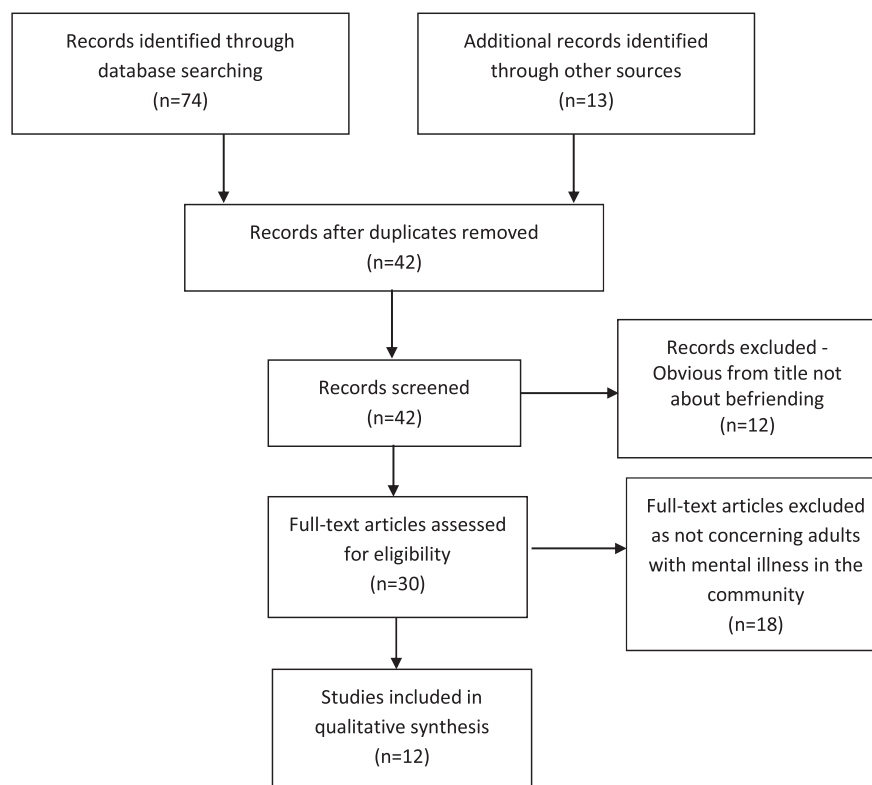 Records identified through
database searching
(n=74)
Additional records identified
through other sources
(n=13)
Records after duplicates removed
(n=42)
Records screened
(n=42)
Records excluded -
Obvious from title not
about befriending
(n=12)
Full-text articles assessed
for eligibility
(n=30)
Full-text articles excluded
as not concerning adults
with mental illness in the
community
(n=18)
Studies included in
qualitative synthesis
(n=12)